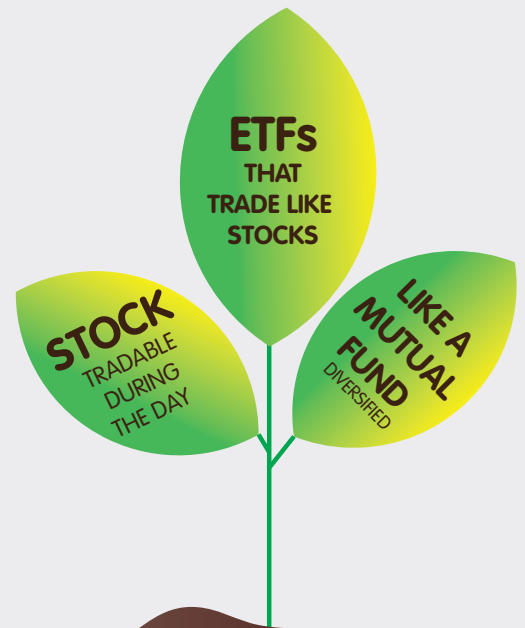 ETFs
THAT
TRADE LIKE
STOCKS
STOCK
TRADABLE
DURING
THE DAY
LIKE A
MUTUAL
FUND
DIVERSIFIED